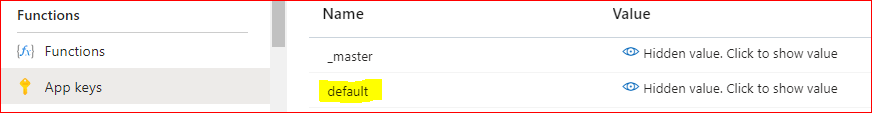 Functions
Functions
App keys
Name Value
_master Hidden value. Click to show value
default Hidden value. Click to show value